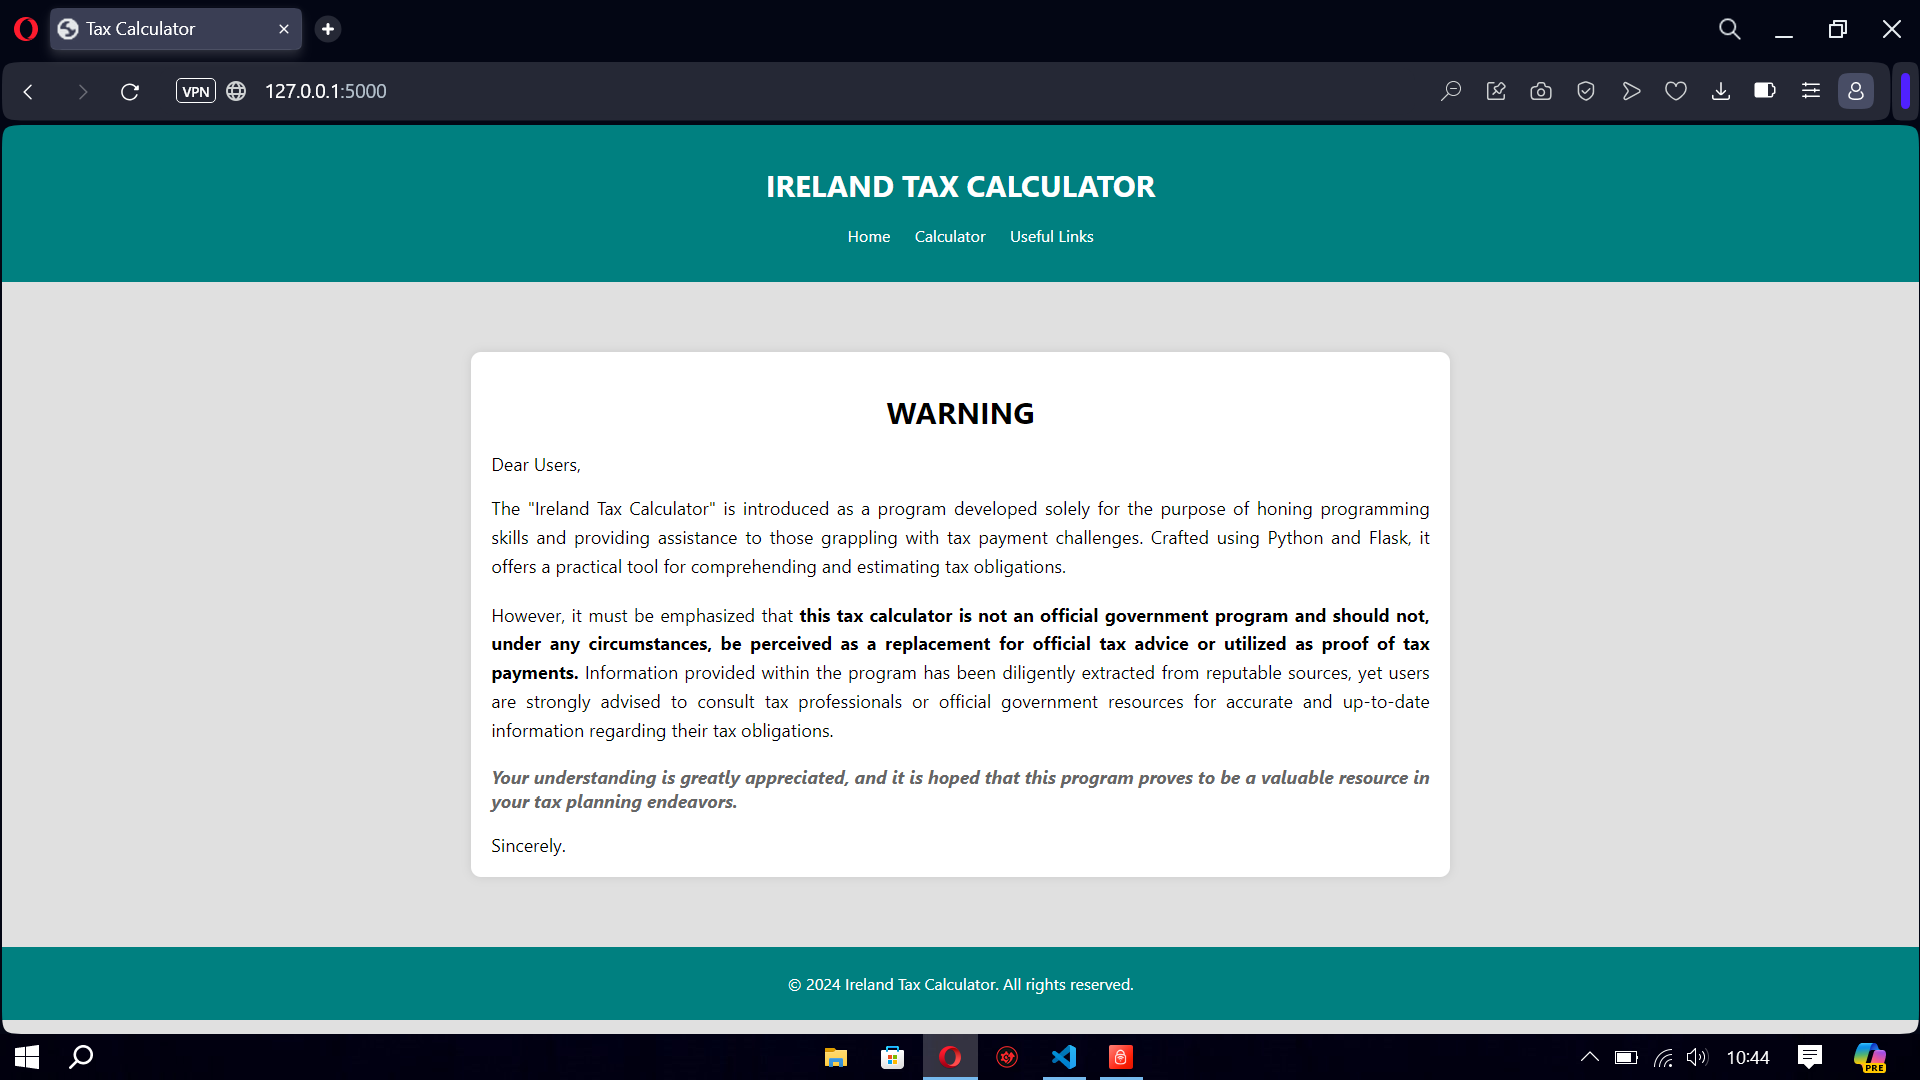 Tax Calculator
VPN
127.0.0.1:5000
IRELAND TAX CALCULATOR
Home Calculator Useful Links
WARNING
Dear Users,
The "Ireland Tax Calculator" is introduced as a program developed solely for the purpose of honing programming
skills and providing assistance to those grappling with tax payment challenges. Crafted using Python and Flask, it
offers a practical tool for comprehending and estimating tax obligations.
However, it must be emphasized that this tax calculator is not an official government program and should not,
under any circumstances, be perceived as a replacement for official tax advice or utilized as proof of tax
payments. Information provided within the program has been diligently extracted from reputable sources, yet users
are strongly advised to consult tax professionals or official government resources for accurate and up-to-date
information regarding their tax obligations.
Your understanding is greatly appreciated, and it is hoped that this program proves to be a valuable resource in
your tax planning endeavors.
Sincerely.
© 2024 Ireland Tax Calculator. All rights reserved.
10:44
PRE